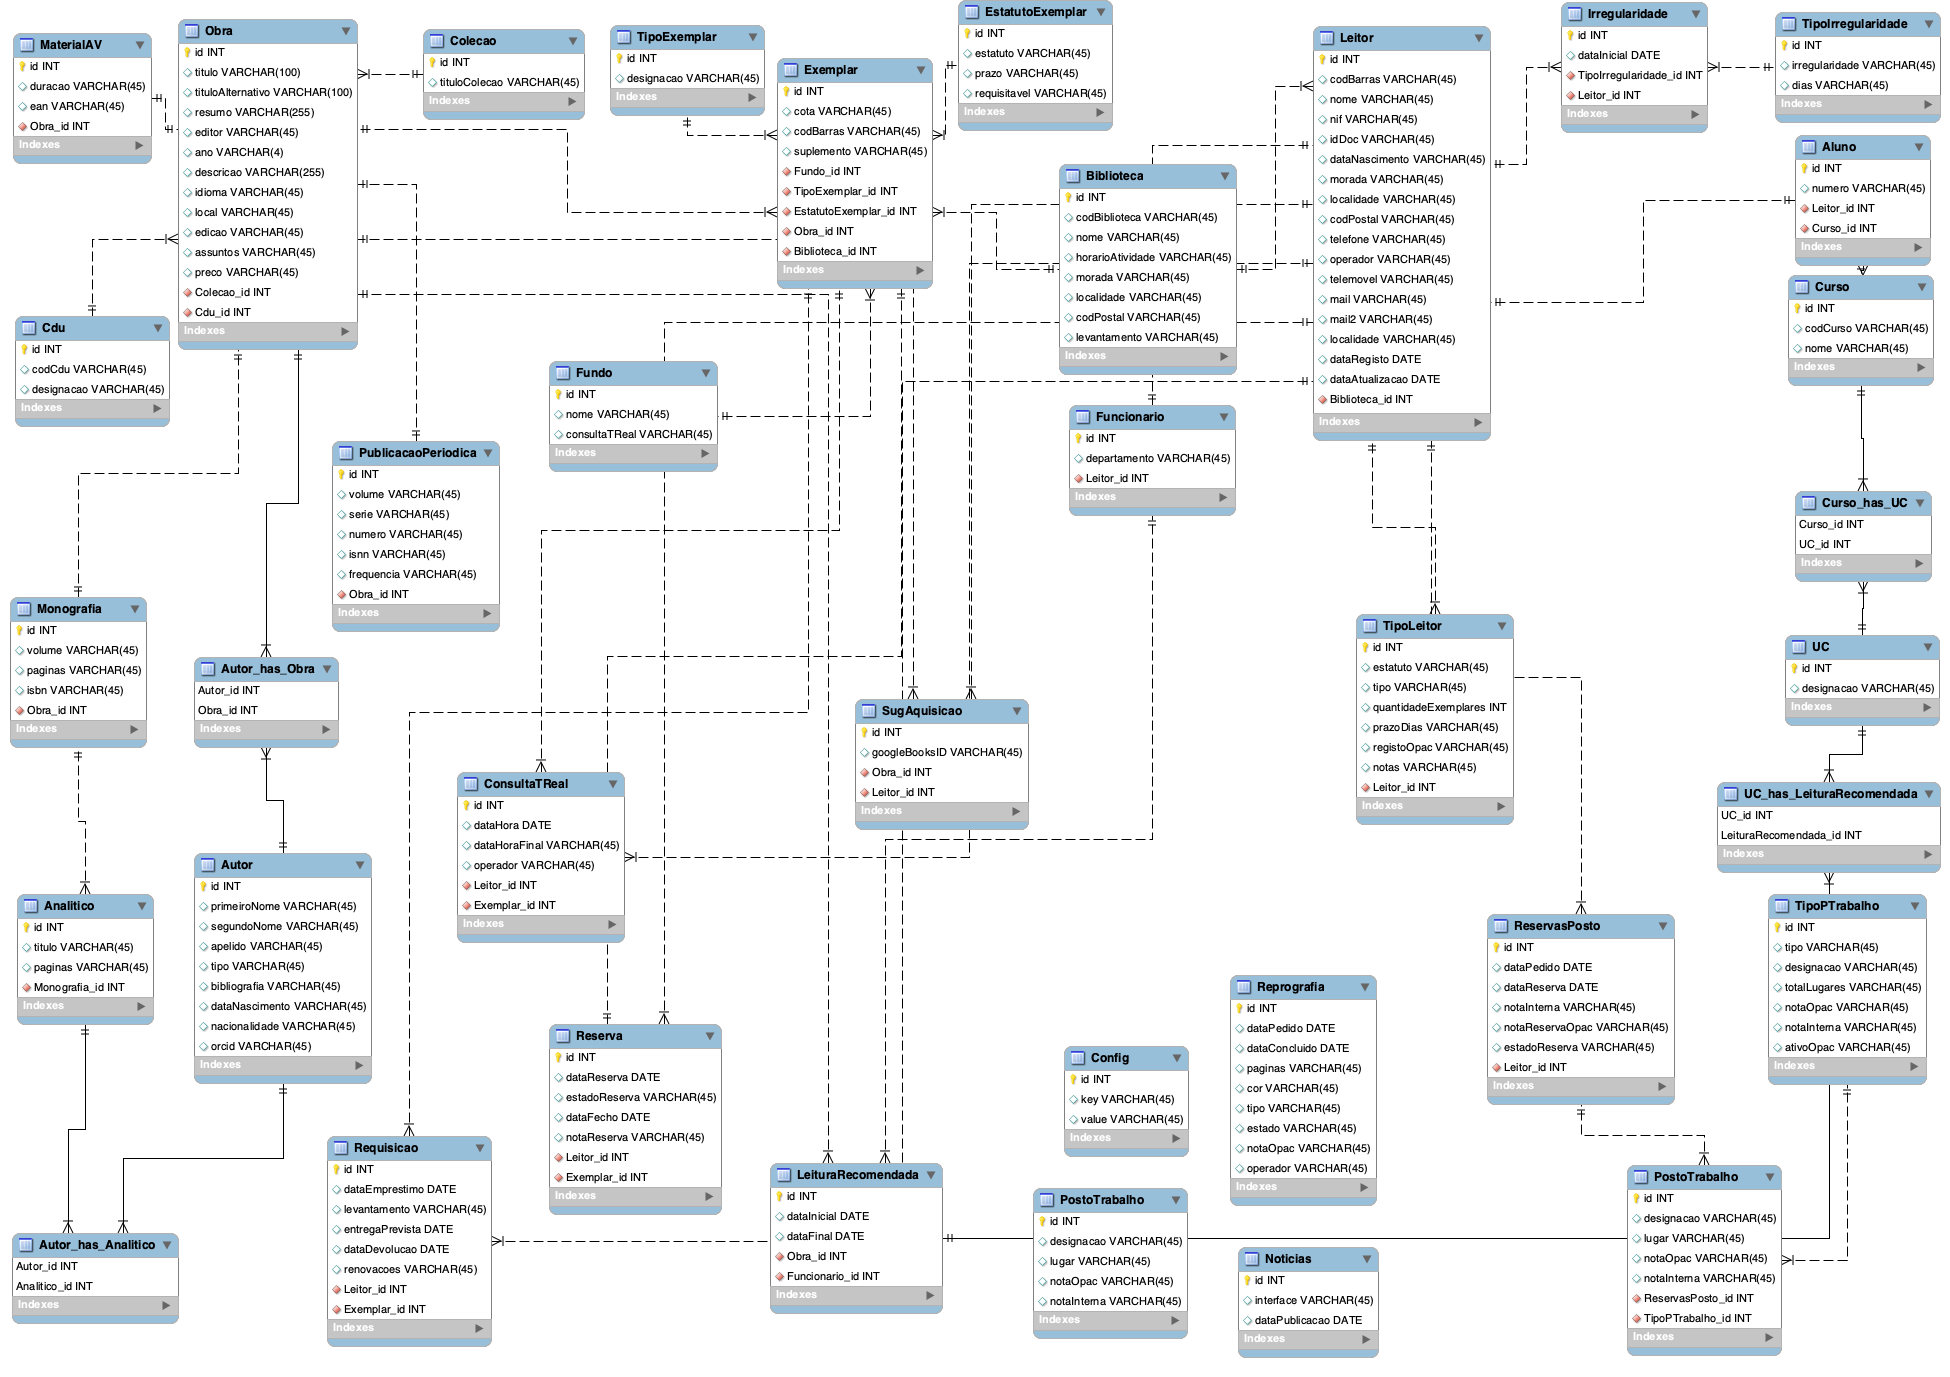 MaterialAV
id INT
duracao VARCHAR(45)
ean VARCHAR(45)
Obra_id INT
Indexes
Obra
id INT
titulo VARCHAR(100)
tituloAlternativo VARCHAR(100)
resumo VARCHAR(255)
editor VARCHAR(45)
ano VARCHAR(4)
descricao VARCHAR(255)
idioma VARCHAR(45)
local VARCHAR(45)
edicao VARCHAR(45)
assuntos VARCHAR(45)
preco VARCHAR(45)
Colecao_id INT
Cdu_id INT
Indexes
Colecao
id INT
tituloColecao VARCHAR(45)
Indexes
TipoExemplar
id INT
designacao VARCHAR(45)
Indexes
Exemplar
id INT
cota VARCHAR(45)
codBarras VARCHAR(45)
suplemento VARCHAR(45)
Fundo_id INT
TipoExemplar_id INT
EstatutoExemplar_id INT
Obra_id INT
Biblioteca_id INT
Indexes
EstatutoExemplar
id INT
estatuto VARCHAR(45)
prazo VARCHAR(45)
requisitavel VARCHAR(45)
Indexes
Biblioteca
id INT
codBiblioteca VARCHAR(45)
nome VARCHAR(45)
horarioAtividade VARCHAR(45)
morada VARCHAR(45)
localidade VARCHAR(45)
codPostal VARCHAR(45)
levantamento VARCHAR(45)
Indexes
Leitor
id INT
codBarras VARCHAR(45)
nome VARCHAR(45)
nif VARCHAR(45)
idDoc VARCHAR(45)
dataNascimento VARCHAR(45)
morada VARCHAR(45)
localidade VARCHAR(45)
codPostal VARCHAR(45)
telefone VARCHAR(45)
operador VARCHAR(45)
telemovel VARCHAR(45)
mail VARCHAR(45)
mail2 VARCHAR(45)
localidade VARCHAR(45)
dataRegisto DATE
dataAtualizacao DATE
Biblioteca_id INT
Indexes
Irregularidade
id INT
dataInicial DATE
TipoIrregularidade_id INT
Leitor_id INT
Indexes
TipoIrregularidade
id INT
irregularidade VARCHAR(45)
dias VARCHAR(45)
Indexes
Aluno
id INT
numero VARCHAR(45)
Leitor_id INT
Curso_id INT
Indexes
Curso
id INT
codCurso VARCHAR(45)
nome VARCHAR(45)
Indexes
Cdu
id INT
codCdu VARCHAR(45)
designacao VARCHAR(45)
Indexes
Fundo
id INT
nome VARCHAR(45)
consultaTReal VARCHAR(45)
Indexes
Funcionario
id INT
departamento VARCHAR(45)
Leitor_id INT
Indexes
PublicacaoPeriodica
id INT
volume VARCHAR(45)
serie VARCHAR(45)
numero VARCHAR(45)
isnn VARCHAR(45)
frequencia VARCHAR(45)
Obra_id INT
Indexes
Curso_has_UC
Curso_id INT
UC_id INT
Indexes
Monografia
id INT
volume VARCHAR(45)
paginas VARCHAR(45)
isbn VARCHAR(45)
Obra_id INT
Indexes
Autor_has_Obra
Autor_id INT
Obra_id INT
Indexes
TipoLeitor
id INT
estatuto VARCHAR(45)
tipo VARCHAR(45)
quantidadeExemplares INT
prazoDias VARCHAR(45)
registoOpac VARCHAR(45)
notas VARCHAR(45)
Leitor_id INT
Indexes
UC
id INT
designacao VARCHAR(45)
Indexes
SugAquisicao
id INT
googleBooksID VARCHAR(45)
Obra_id INT
Leitor_id INT
Indexes
ConsultaTReal
id INT
dataHora DATE
dataHoraFinal VARCHAR(45)
operador VARCHAR(45)
Leitor_id INT
Exemplar_id INT
Indexes
UC_has_LeituraRecomendada
UC_id INT
LeituraRecomendada_id INT
Indexes
Autor
id INT
primeiroNome VARCHAR(45)
segundoNome VARCHAR(45)
apelido VARCHAR(45)
tipo VARCHAR(45)
bibliografia VARCHAR(45)
dataNascimento VARCHAR(45)
nacionalidade VARCHAR(45)
orcid VARCHAR(45)
Indexes
Analitico
id INT
titulo VARCHAR(45)
paginas VARCHAR(45)
Monografia_id INT
Indexes
ReservasPosto
id INT
dataPedido DATE
dataReserva DATE
notaInterna VARCHAR(45)
notaReservaOpac VARCHAR(45)
estadoReserva VARCHAR(45)
Leitor_id INT
Indexes
TipoPTrabalho
id INT
tipo VARCHAR(45)
designacao VARCHAR(45)
totalLugares VARCHAR(45)
notaOpac VARCHAR(45)
notaInterna VARCHAR(45)
ativoOpac VARCHAR(45)
Indexes
Reprografia
id INT
dataPedido DATE
dataConcluido DATE
paginas VARCHAR(45)
cor VARCHAR(45)
tipo VARCHAR(45)
estado VARCHAR(45)
notaOpac VARCHAR(45)
operador VARCHAR(45)
Indexes
Reserva
id INT
dataReserva DATE
estadoReserva VARCHAR(45)
dataFecho DATE
notaReserva VARCHAR(45)
Leitor_id INT
Exemplar_id INT
Indexes
Config
id INT
key VARCHAR(45)
value VARCHAR(45)
Indexes
Requisicao
id INT
dataEmprestimo DATE
levantamento VARCHAR(45)
entregaPrevista DATE
dataDevolucao DATE
renovacoes VARCHAR(45)
Leitor_id INT
Exemplar_id INT
Indexes
LeituraRecomendada
id INT
dataInicial DATE
dataFinal DATE
Obra_id INT
Funcionario_id INT
Indexes
PostoTrabalho
id INT
designacao VARCHAR(45)
lugar VARCHAR(45)
notaOpac VARCHAR(45)
notaInterna VARCHAR(45)
Indexes
PostoTrabalho
id INT
designacao VARCHAR(45)
lugar VARCHAR(45)
notaOpac VARCHAR(45)
notaInterna VARCHAR(45)
ReservasPosto_id INT
TipoPTrabalho_id INT
Indexes
Autor_has_Analitico
Autor_id INT
Analitico_id INT
Indexes
Noticias
id INT
interface VARCHAR(45)
dataPublicacao DATE
Indexes